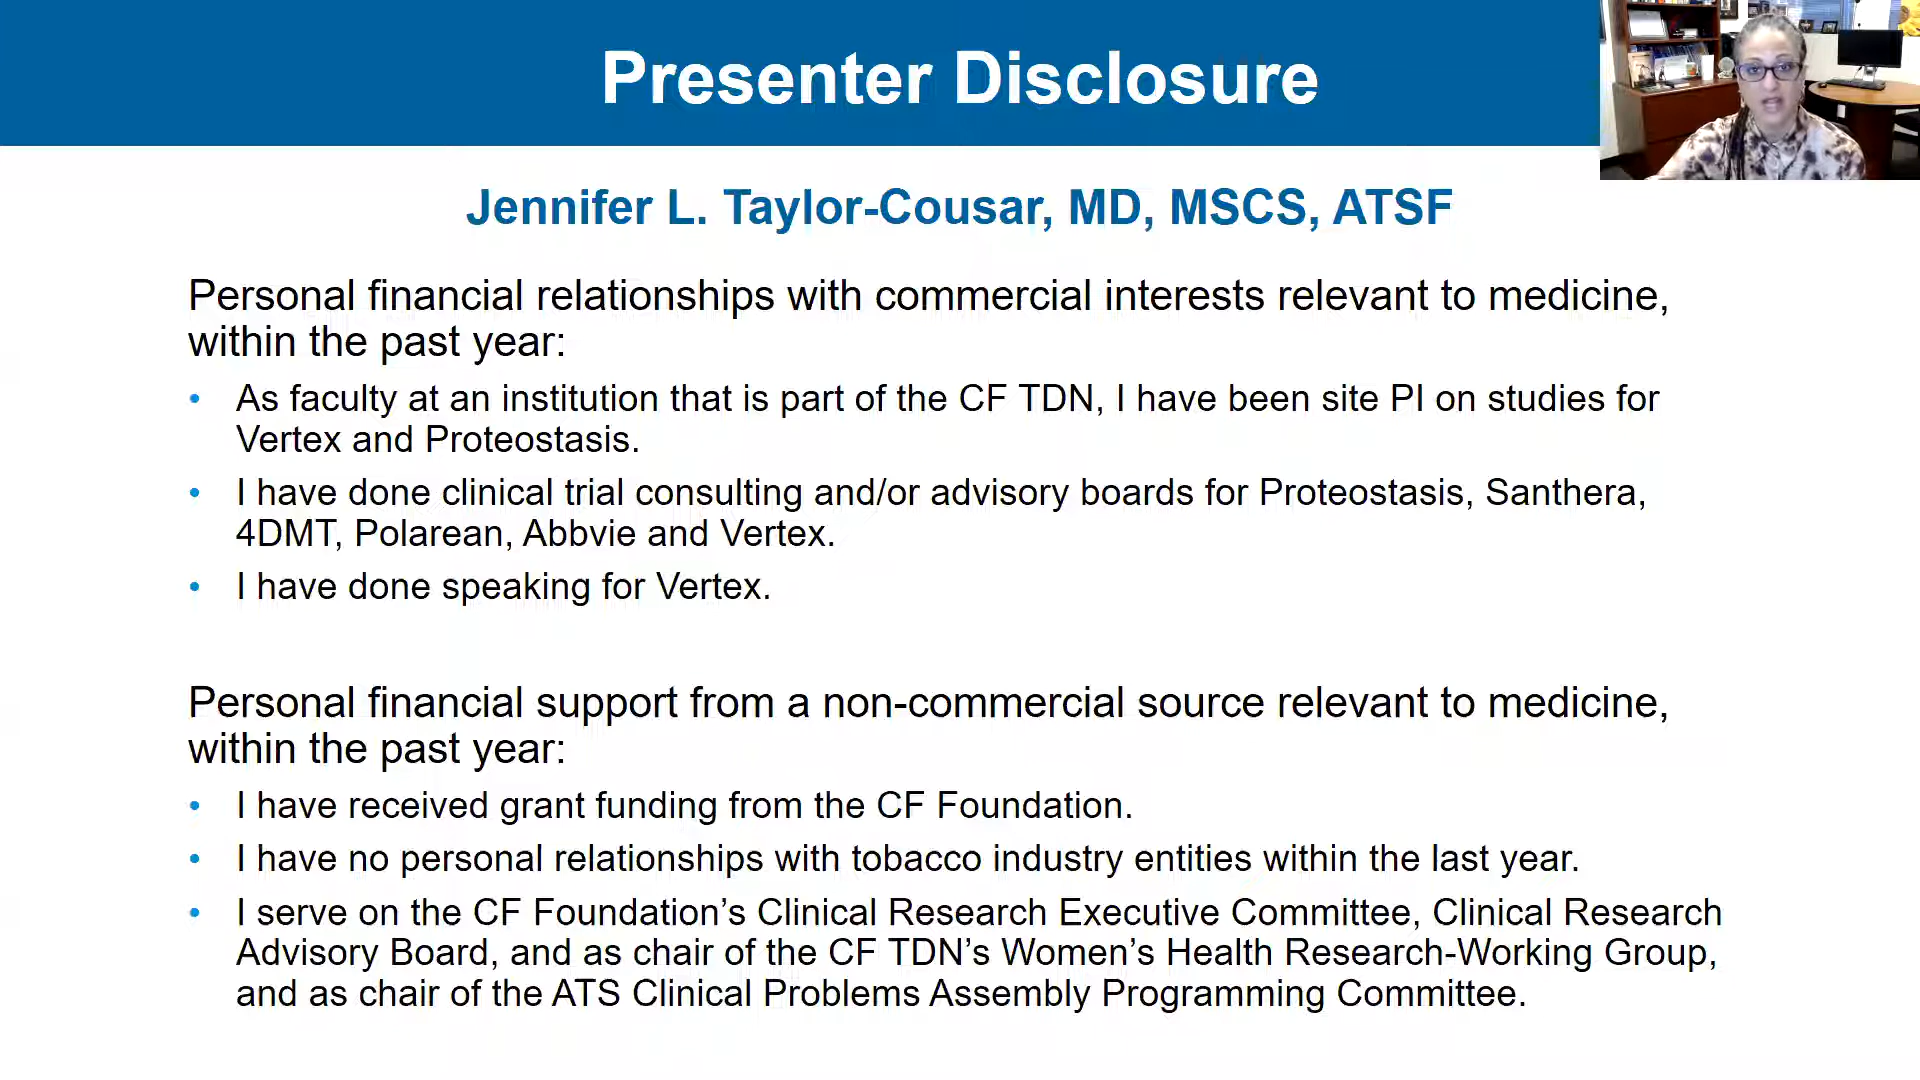 Presenter Disclosure
Jennifer L. Taylor-Cousar, MD, MSCS, ATSF
Personal financial relationships with commercial interests relevant to medicine,
within the past year:
• As faculty at an institution that is part of the CF TDN, I have been site PI on studies for
Vertex and Proteostasis.
• I have done clinical trial consulting and/or advisory boards for Proteostasis, Santhera,
4DMT, Polarean, Abbvie and Vertex.
• I have done speaking for Vertex.
Personal financial support from a non-commercial source relevant to medicine,
within the past year:
• I have received grant funding from the CF Foundation.
• I have no personal relationships with tobacco industry entities within the last year.
• I serve on the CF Foundation’s Clinical Research Executive Committee, Clinical Research
Advisory Board, and as chair of the CF TDN’s Women’s Health Research-Working Group,
and as chair of the ATS Clinical Problems Assembly Programming Committee.